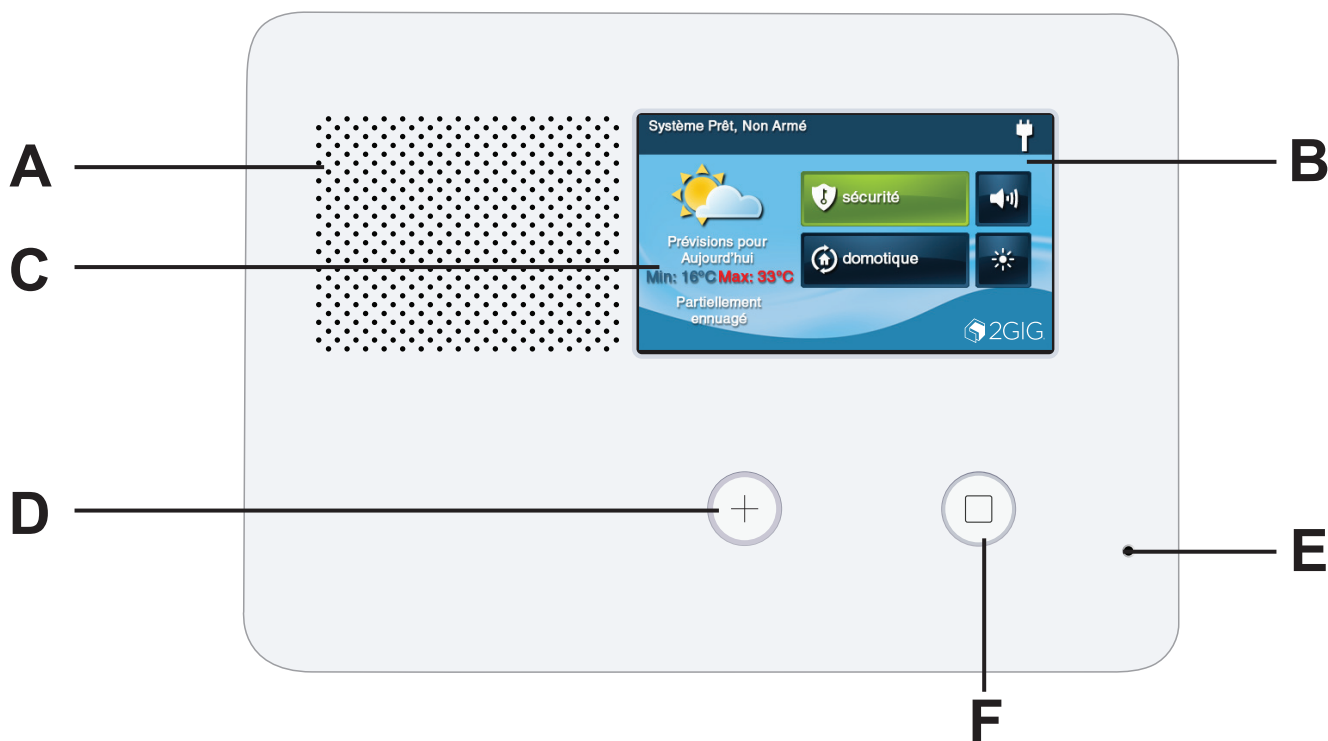 A
Système Prêt, Non Armé
B
sécurité
C
Prévisions pour
Aujourd'hui
domotique
Min: 16°C Max: 33°C
Partiellement
ennuagé
2GIG
D
E
F